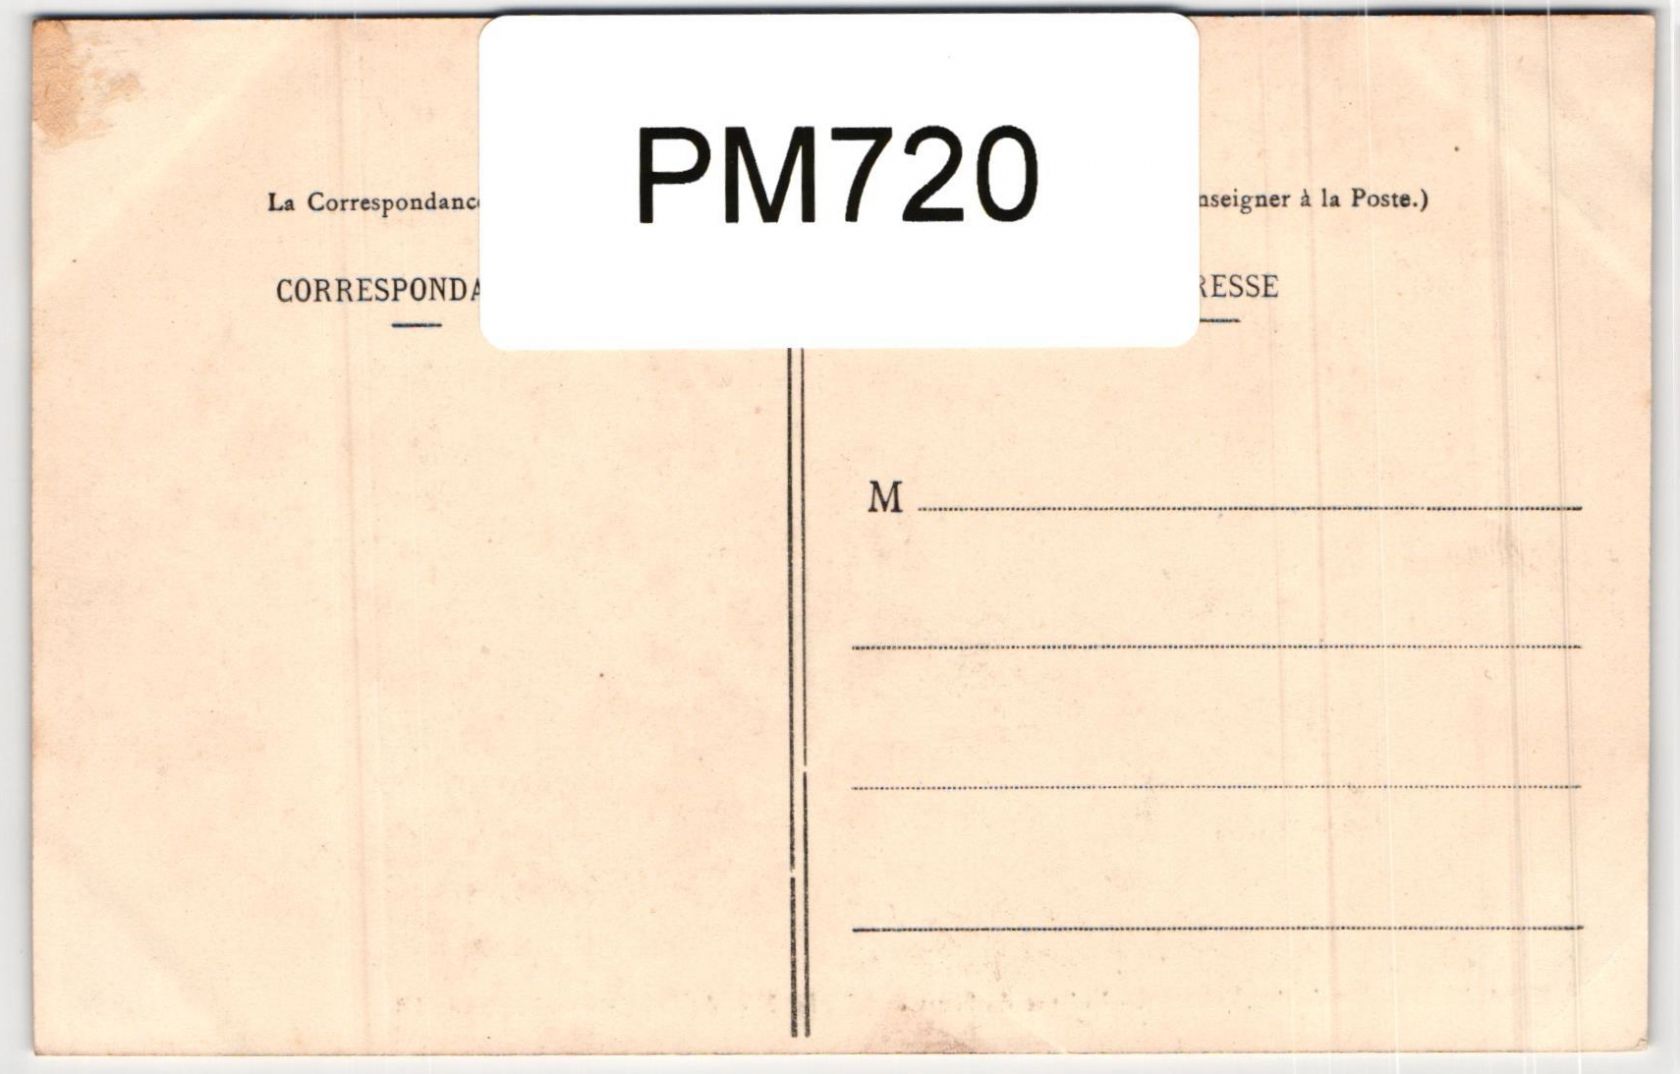 PM720
La Correspondanc nseigner à la Poste.)
CORRESPONDA RESSE
M